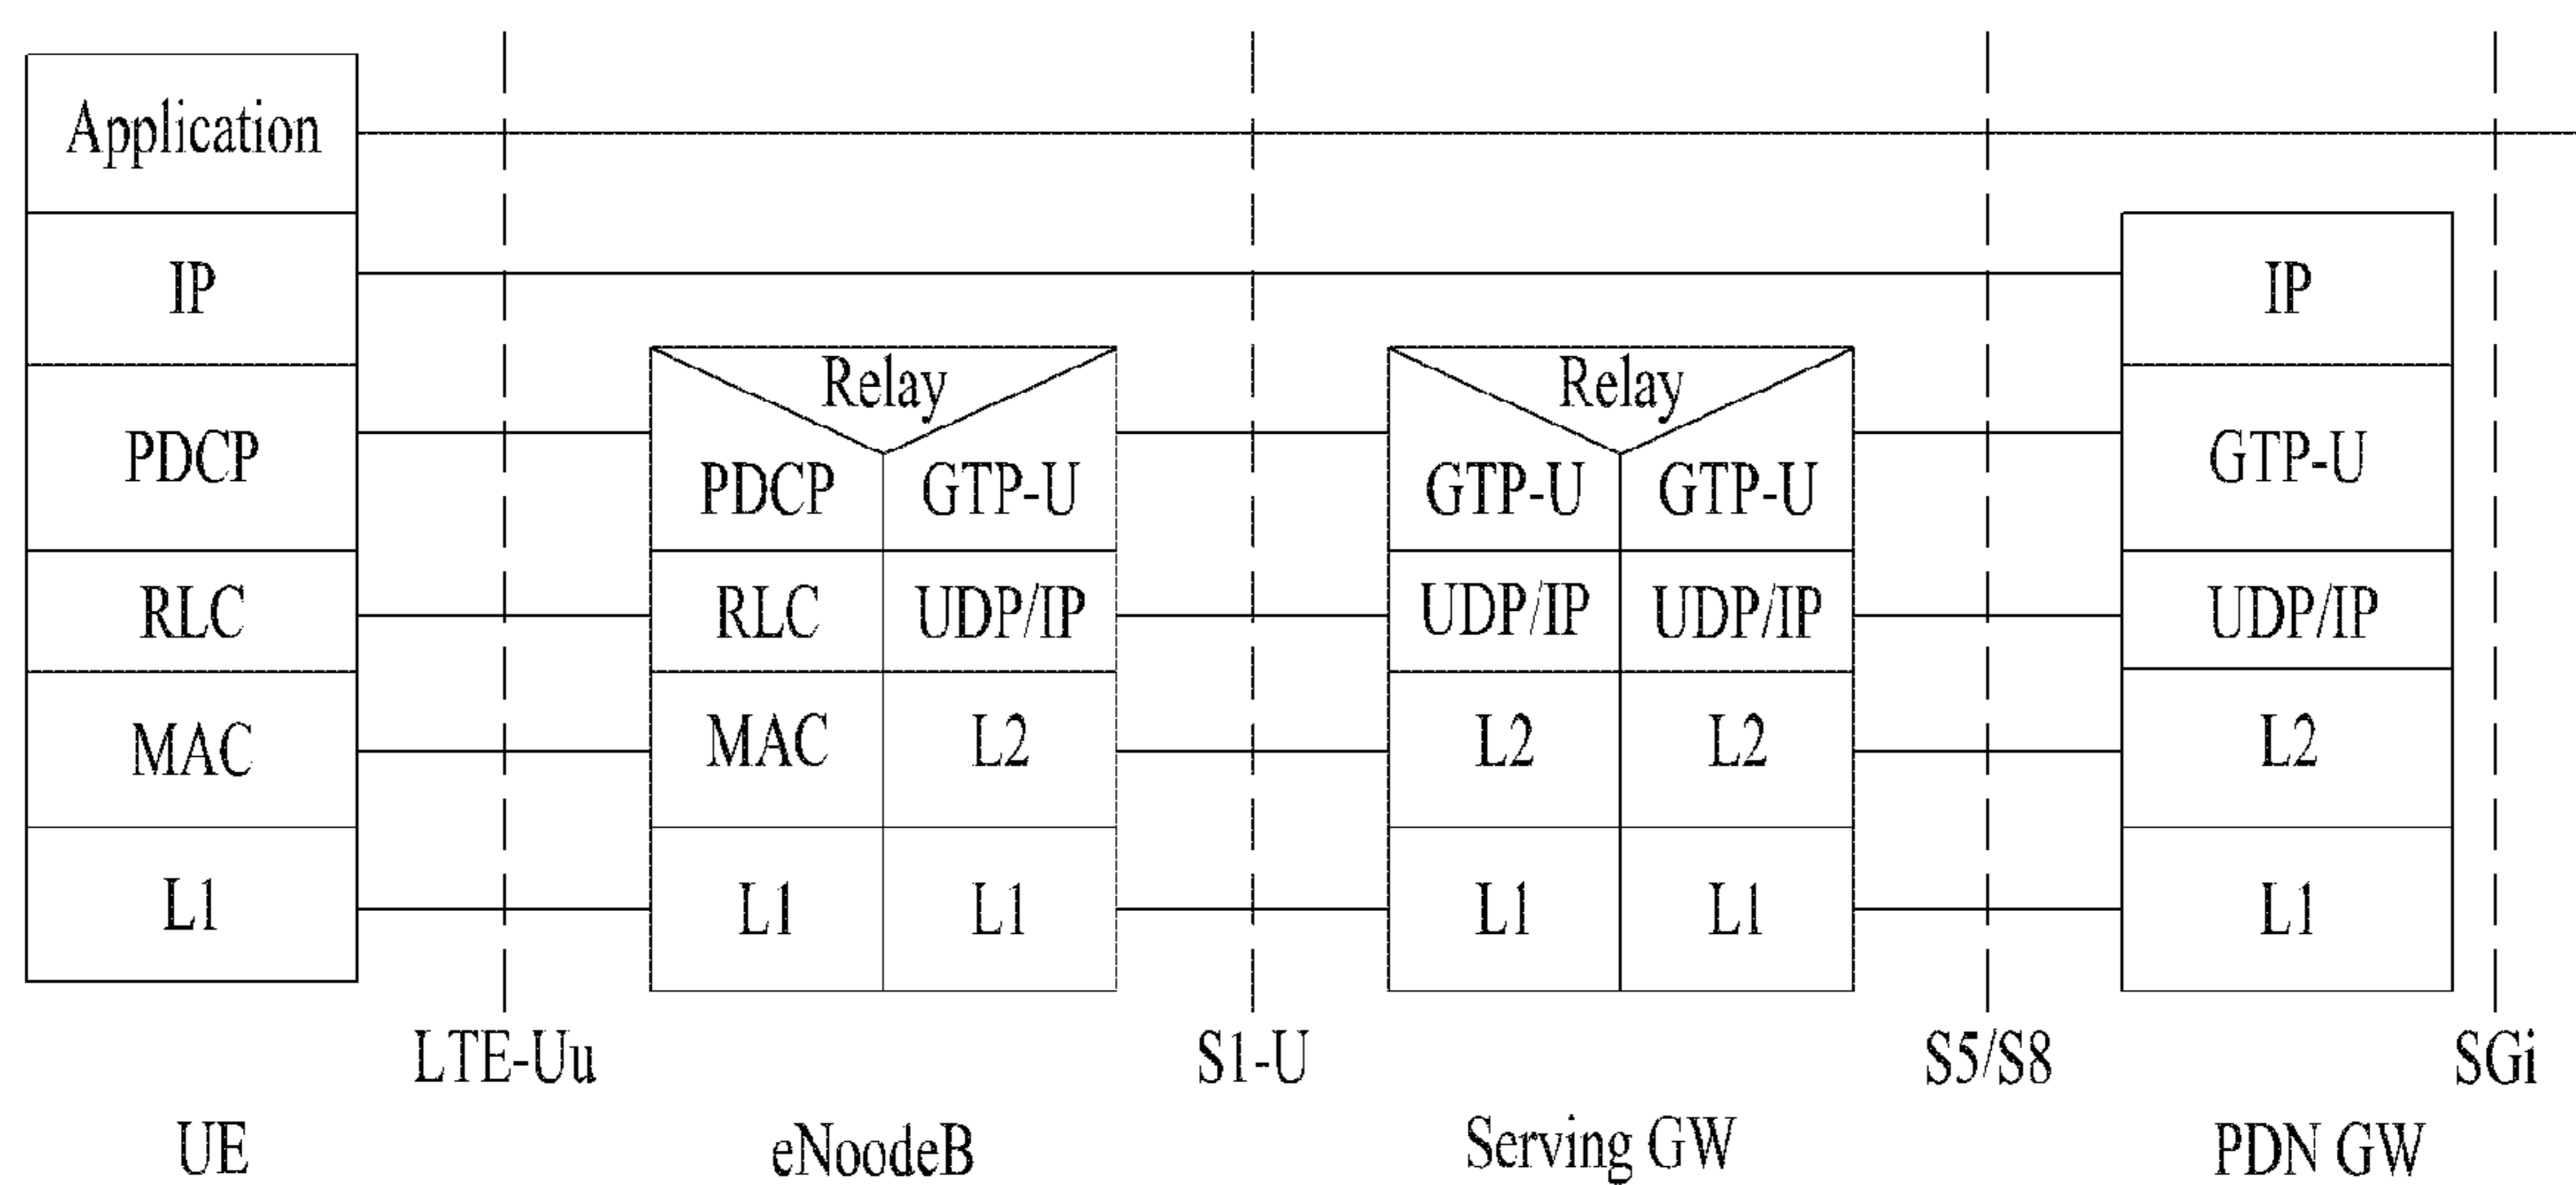 Application
IP
PDCP
RLC
MAC
L1
Relay
PDCP GTP-U
RLC UDP/IP
MAC L2
L1 L1
Relay
GTP-U GTP-U
UDP/IP UDP/IP
L2 L2
L1 L1
IP
GTP-U
UDP/IP
L2
L1
LTE-Uu S1-U S5/S8 SGi
UE eNoodeB Serving GW PDN GW